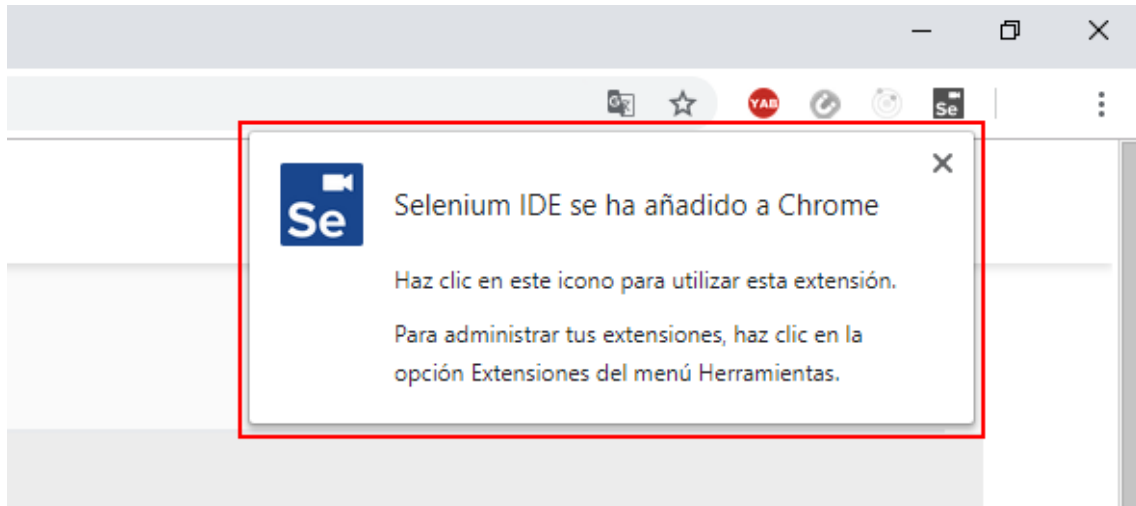 YAB
Se
Se
Selenium IDE se ha añadido a Chrome
Haz clic en este icono para utilizar esta extensión.
Para administrar tus extensiones, haz clic en la
opción Extensiones del menú Herramientas.